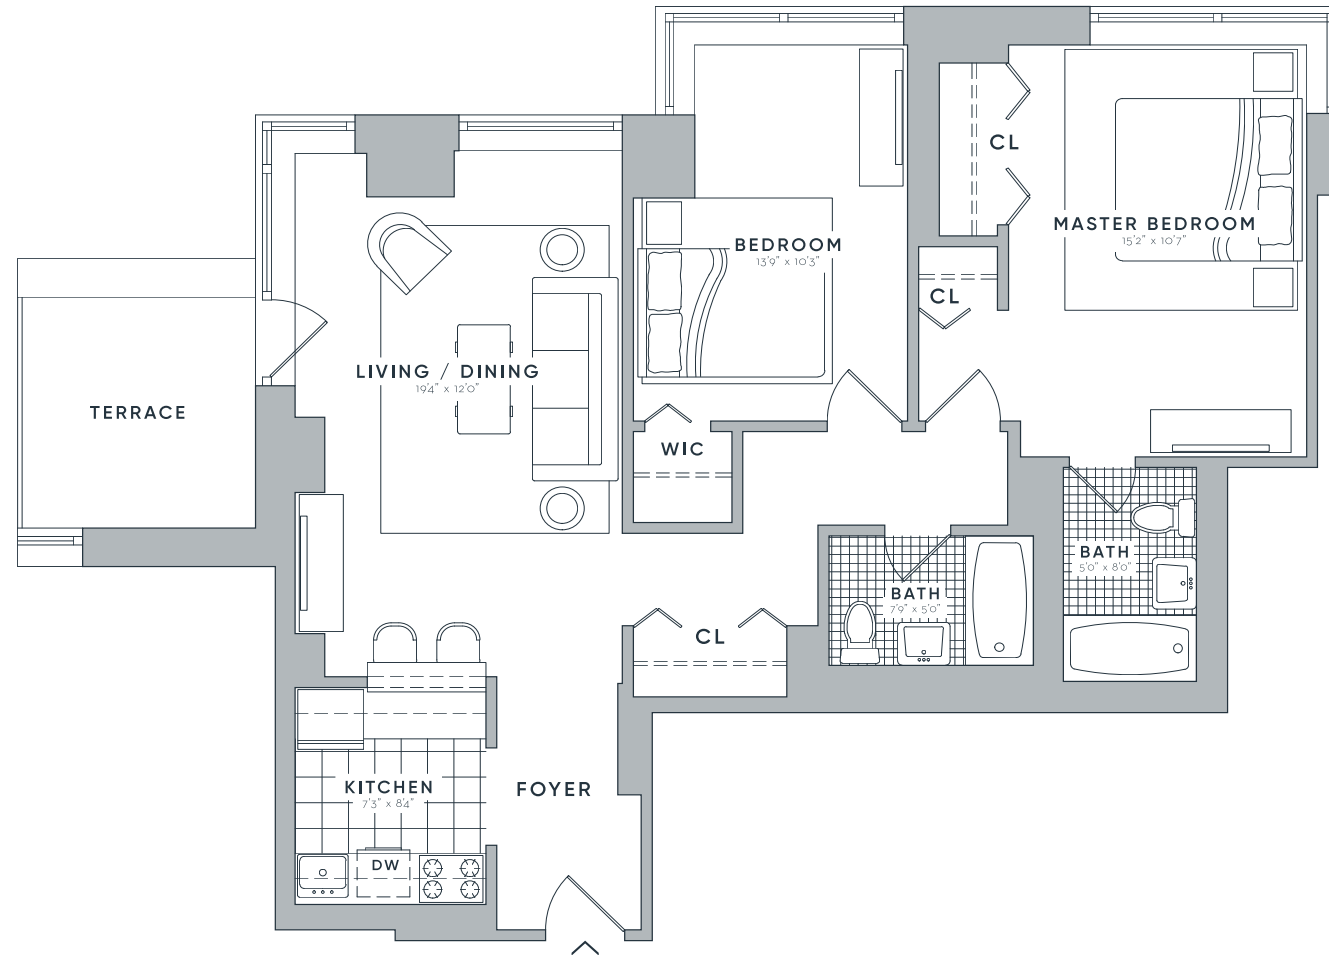 CL
MASTER BEDROOM
15'2" x 10'7"
BEDROOM
13'9" x 10'3"
CL
LIVING / DINING
19'4" x 12'0"
TERRACE
WIC
BATH
5'0" x 8'0"
BATH
7'9" x 5'0"
CL
KITCHEN
7'3" x 8'4"
FOYER
DW